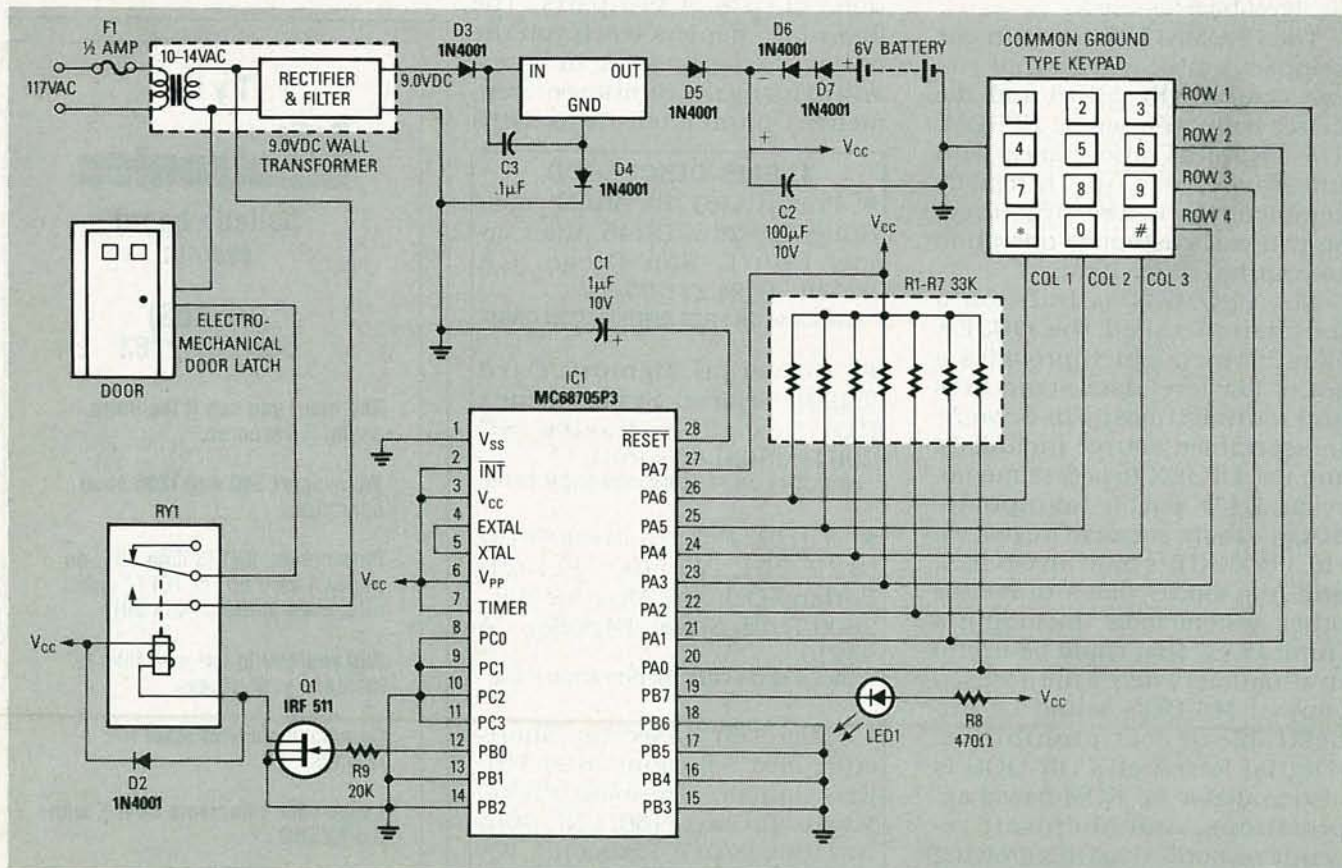 F1
½ AMP
117VAC
10–14VAC
RECTIFIER
& FILTER
9.0VDC
9.0VDC WALL
TRANSFORMER
D3
1N4001
IN
OUT
GND
C3
.1µF
D4
1N4001
D5
1N4001
D6
1N4001
D7
1N4001
6V BATTERY
+
−
+
VCC
C2
100µF
10V
C1
1µF
10V
+
COMMON GROUND
TYPE KEYPAD
1 2 3
4 5 6
7 8 9
* 0 #
ROW 1
ROW 2
ROW 3
ROW 4
COL 1
COL 2
COL 3
DOOR
ELECTRO-
MECHANICAL
DOOR LATCH
VCC
R1-R7 33K
IC1
MC68705P3
1 VSS
2 INT
3 VCC
4 EXTAL
5 XTAL
6 VPP
7 TIMER
8 PC0
9 PC1
10 PC2
11 PC3
12 PB0
13 PB1
14 PB2
RESET 28
PA7 27
PA6 26
PA5 25
PA4 24
PA3 23
PA2 22
PA1 21
PA0 20
PB7 19
PB6 18
PB5 17
PB4 16
PB3 15
VCC
RY1
VCC
D2
1N4001
Q1
IRF 511
R9
20K
LED1
R8
470Ω
VCC